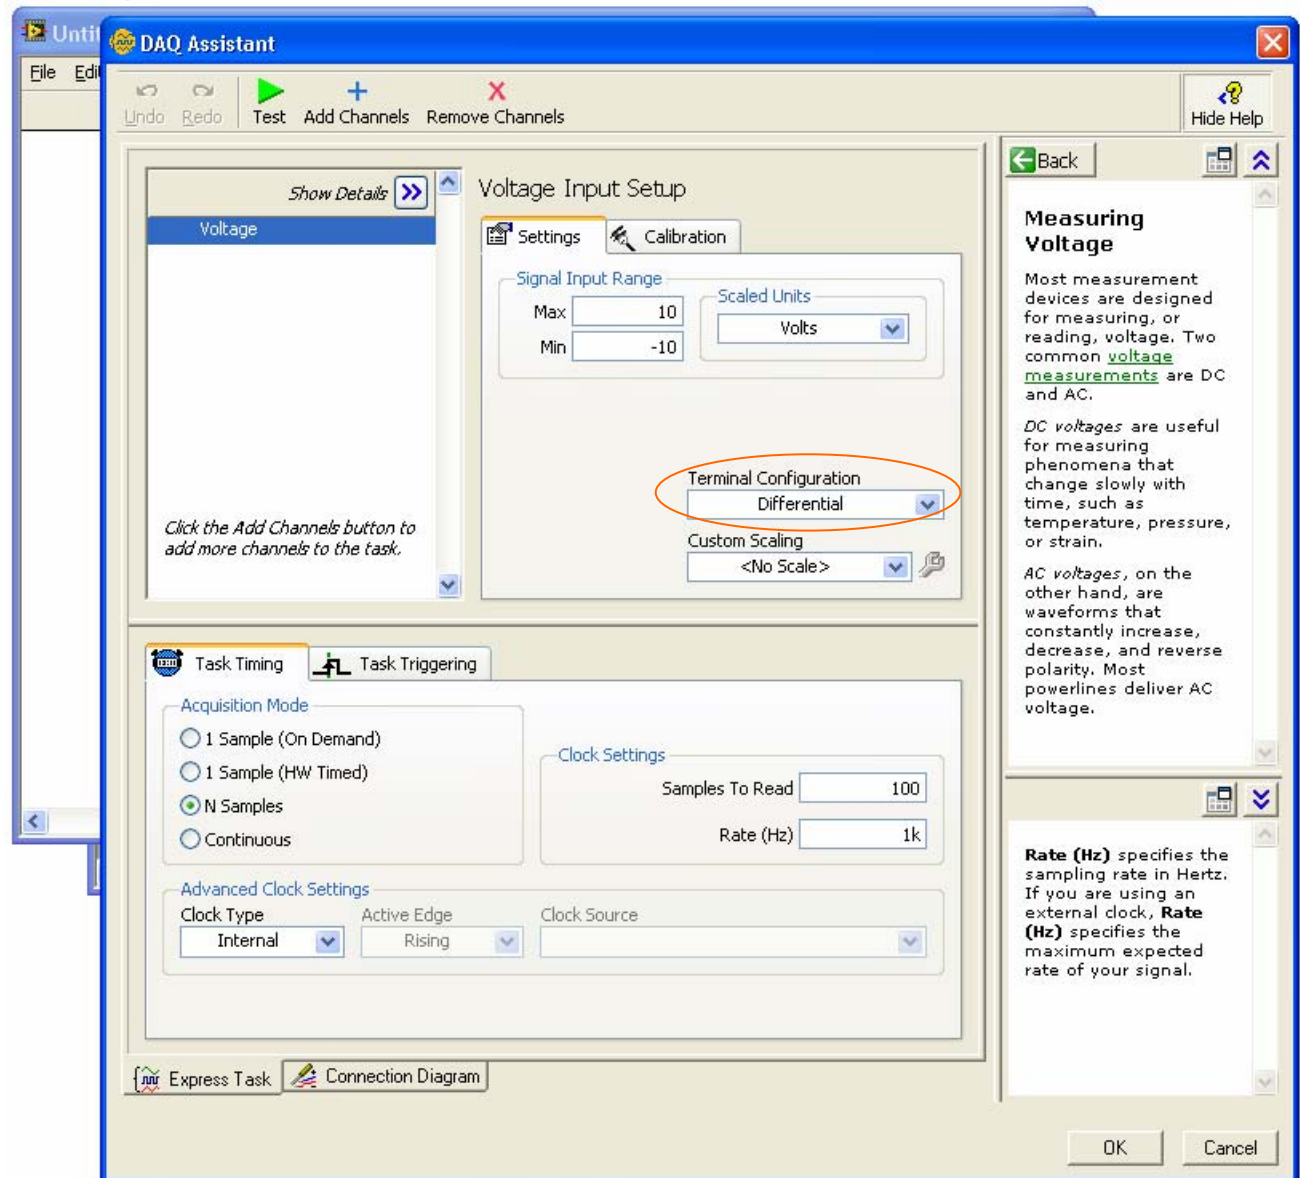 Untit
DAQ Assistant
File Edi
Undo Redo Test Add Channels Remove Channels
Hide Help
Show Details
Voltage
Click the Add Channels button to
add more channels to the task.
Voltage Input Setup
Settings Calibration
Signal Input Range
Max 10
Min -10
Scaled Units
Volts
Terminal Configuration
Differential
Custom Scaling
<No Scale>
Task Timing Task Triggering
Acquisition Mode
1 Sample (On Demand)
1 Sample (HW Timed)
N Samples
Continuous
Clock Settings
Samples To Read 100
Rate (Hz) 1k
Advanced Clock Settings
Clock Type Active Edge Clock Source
Internal Rising
Express Task Connection Diagram
Back
Measuring
Voltage
Most measurement
devices are designed
for measuring, or
reading, voltage. Two
common voltage
measurements are DC
and AC.
DC voltages are useful
for measuring
phenomena that
change slowly with
time, such as
temperature, pressure,
or strain.
AC voltages, on the
other hand, are
waveforms that
constantly increase,
decrease, and reverse
polarity. Most
powerlines deliver AC
voltage.
Rate (Hz) specifies the
sampling rate in Hertz.
If you are using an
external clock, Rate
(Hz) specifies the
maximum expected
rate of your signal.
OK Cancel